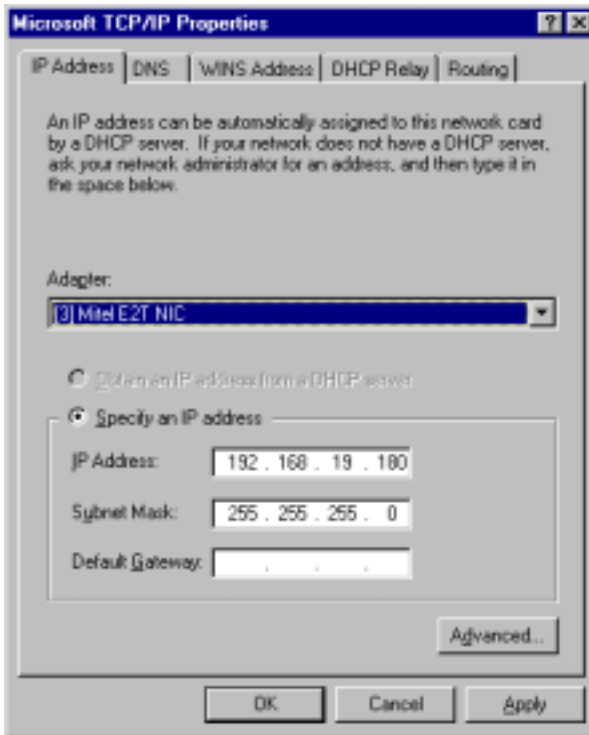 Microsoft TCP/IP Properties
IP Address DNS WINS Address DHCP Relay Routing
An IP address can be automatically assigned to this network card
by a DHCP server. If your network does not have a DHCP server,
ask your network administrator for an address, and then type it in
the space below.
Adapter:
[3] Mitel E2T NIC
Obtain an IP address from a DHCP server
Specify an IP address
IP Address: 192 . 168 . 19 . 180
Subnet Mask: 255 . 255 . 255 . 0
Default Gateway: . . .
Advanced...
OK Cancel Apply